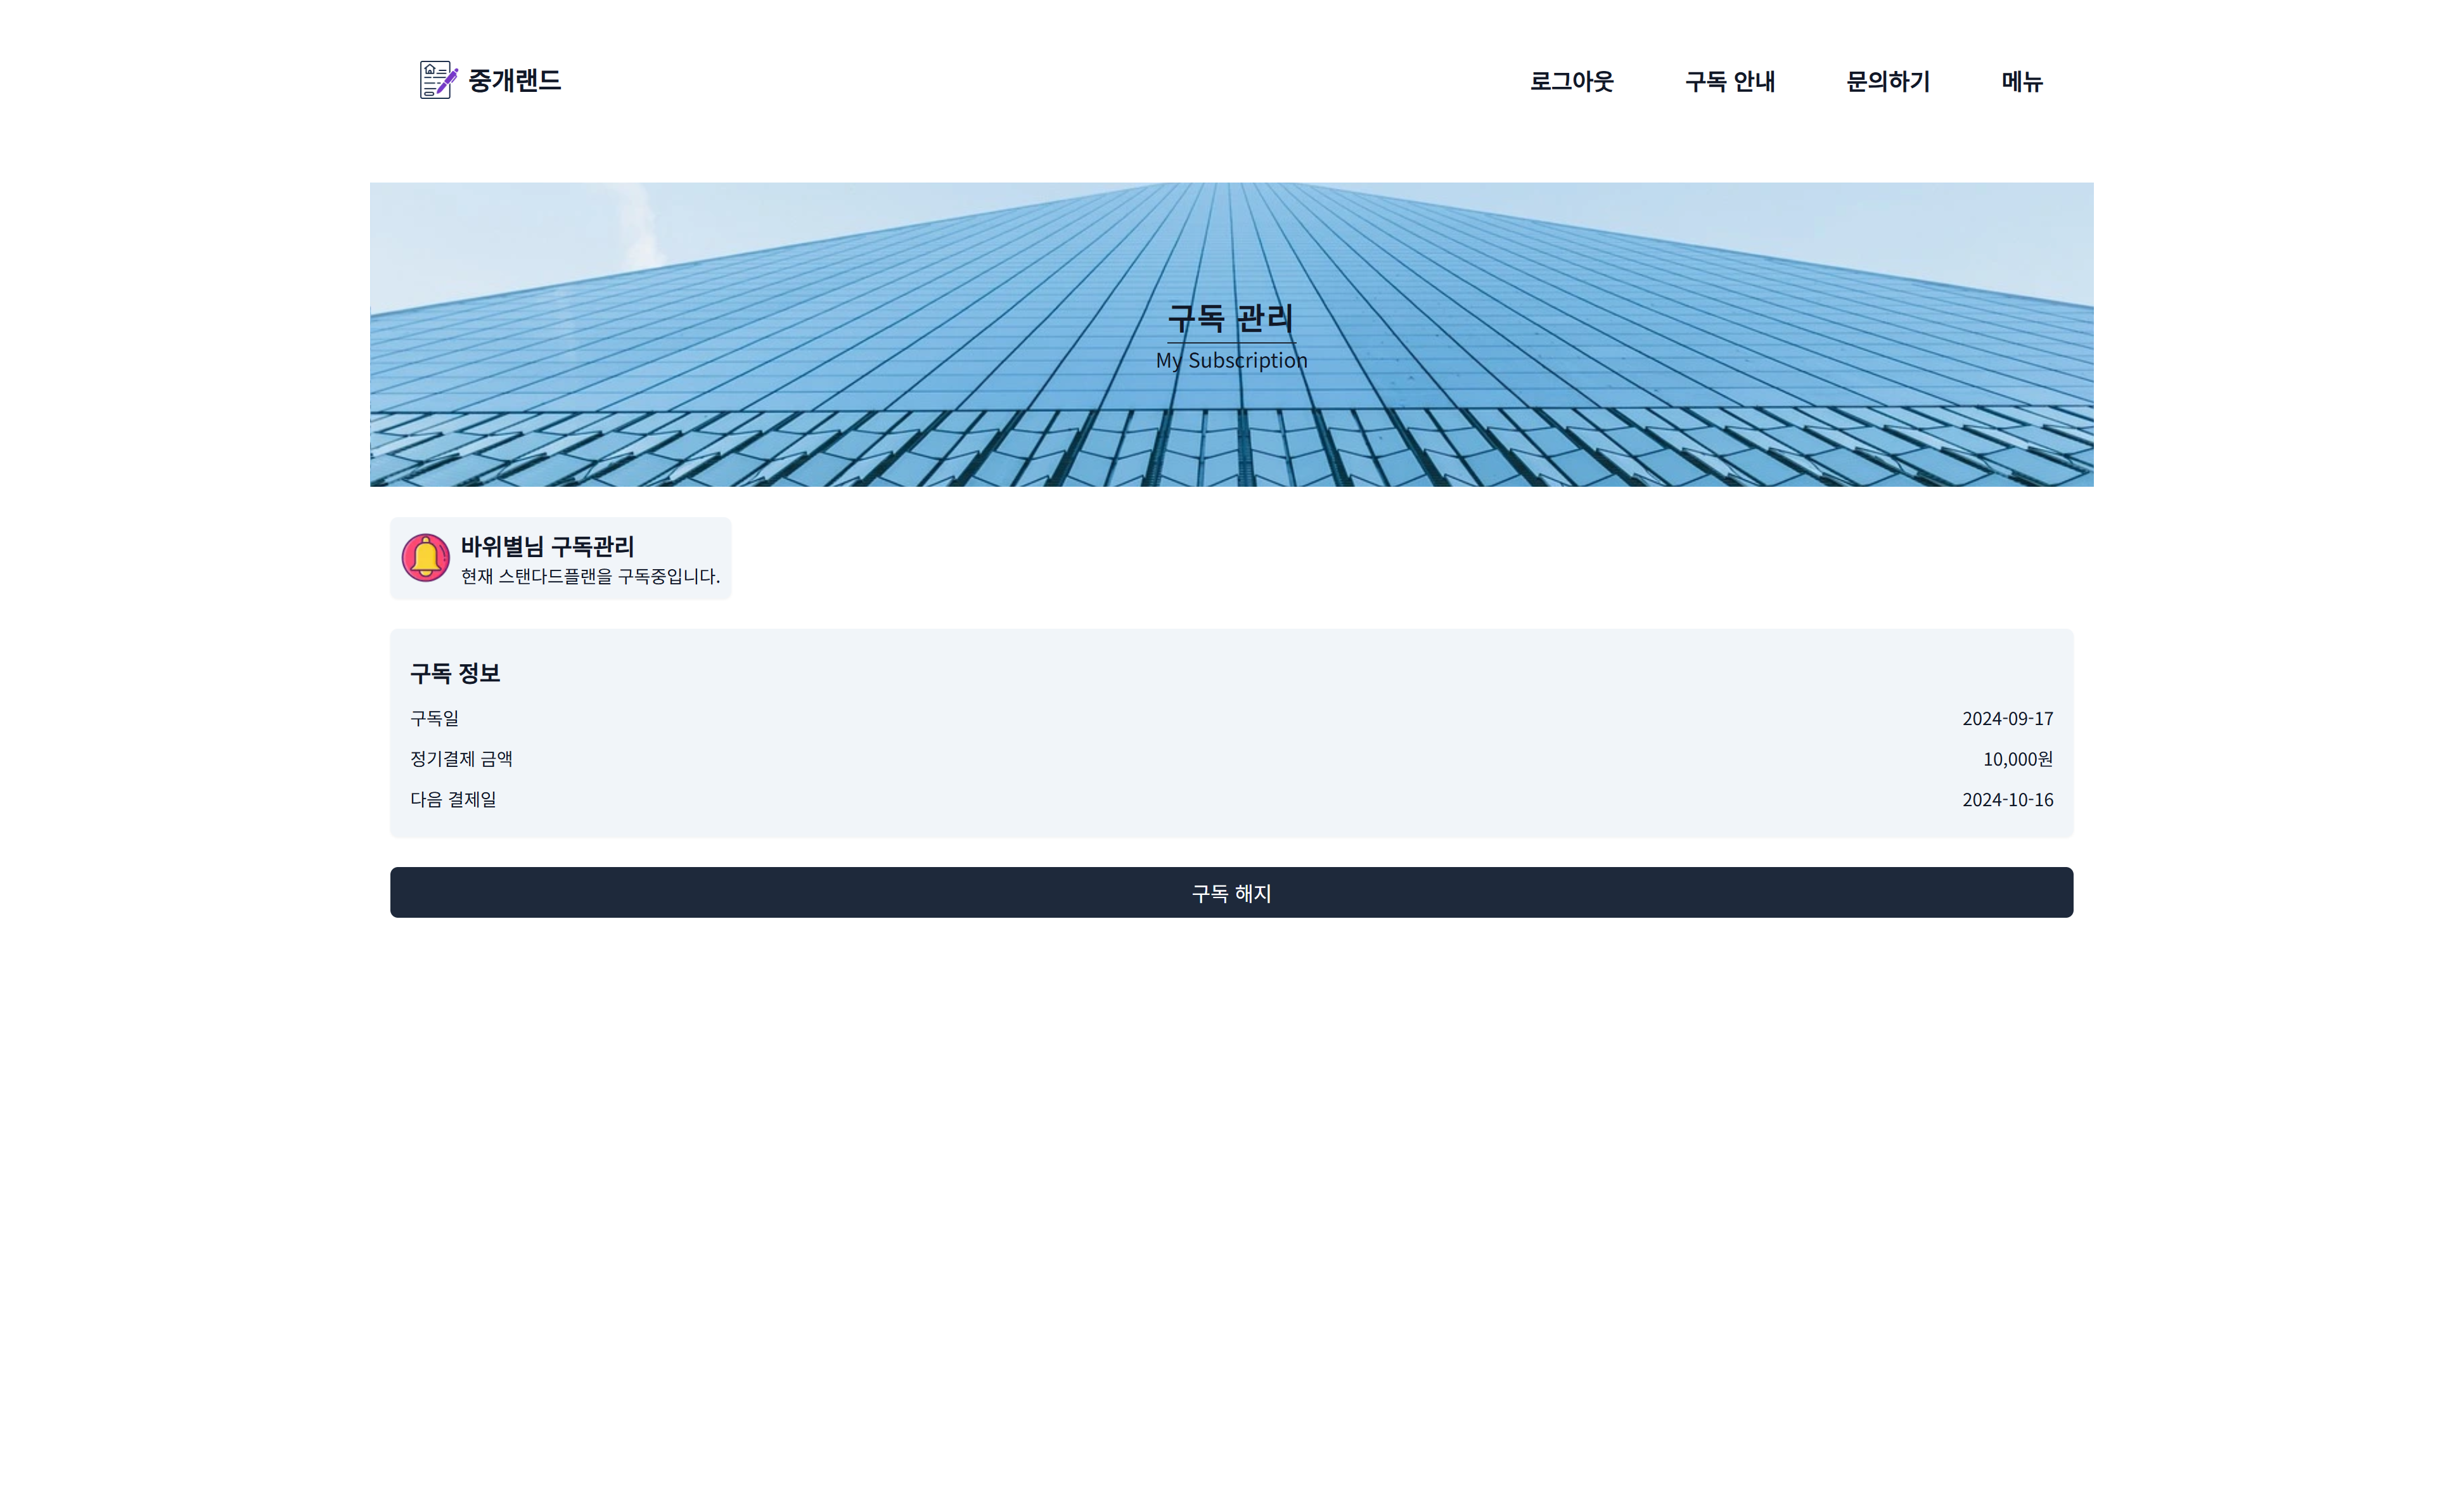 중개랜드
로그아웃 구독 안내 문의하기 메뉴
구독 관리
My Subscription
바위별님 구독관리
현재 스탠다드플랜을 구독중입니다.
구독 정보
구독일 2024-09-17
정기결제 금액 10,000원
다음 결제일 2024-10-16
구독 해지